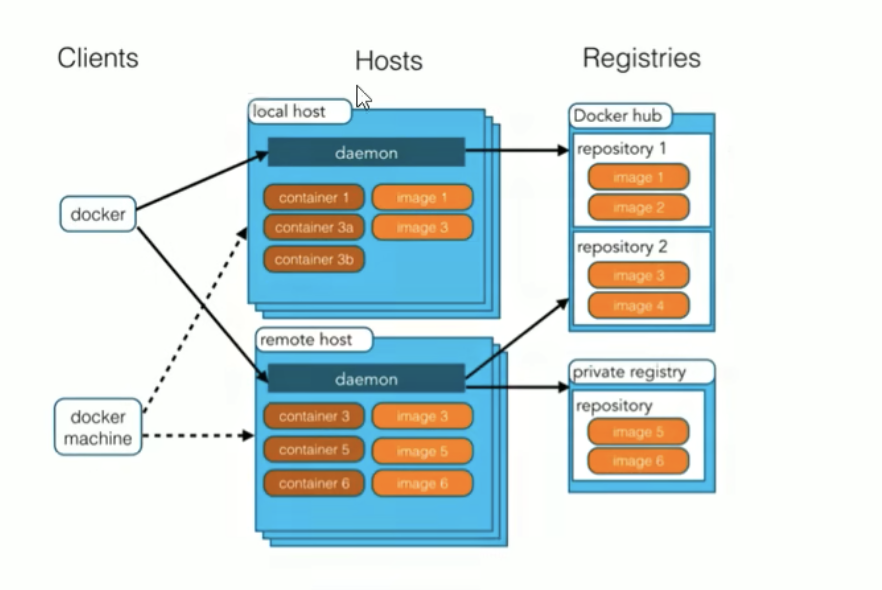 Clients
Hosts
Registries
local host
daemon
container 1
image 1
container 3a
image 3
container 3b
docker
docker
machine
remote host
daemon
container 3
image 3
container 5
image 5
container 6
image 6
Docker hub
repository 1
image 1
image 2
repository 2
image 3
image 4
private registry
repository
image 5
image 6